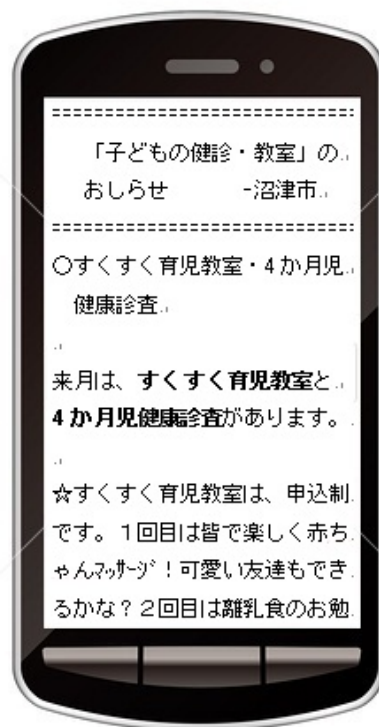 ==============================
「子どもの健診・教室」の
おしらせ　　　-沼津市
==============================
○すくすく育児教室・4か月児
健康診査
来月は、すくすく育児教室と
4か月児健康診査があります。
☆すくすく育児教室は、申込制
です。1回目は皆で楽しく赤ち
ゃんﾏｯｻｰｼﾞ！可愛い友達もでき
るかな？2回目は離乳食のお勉